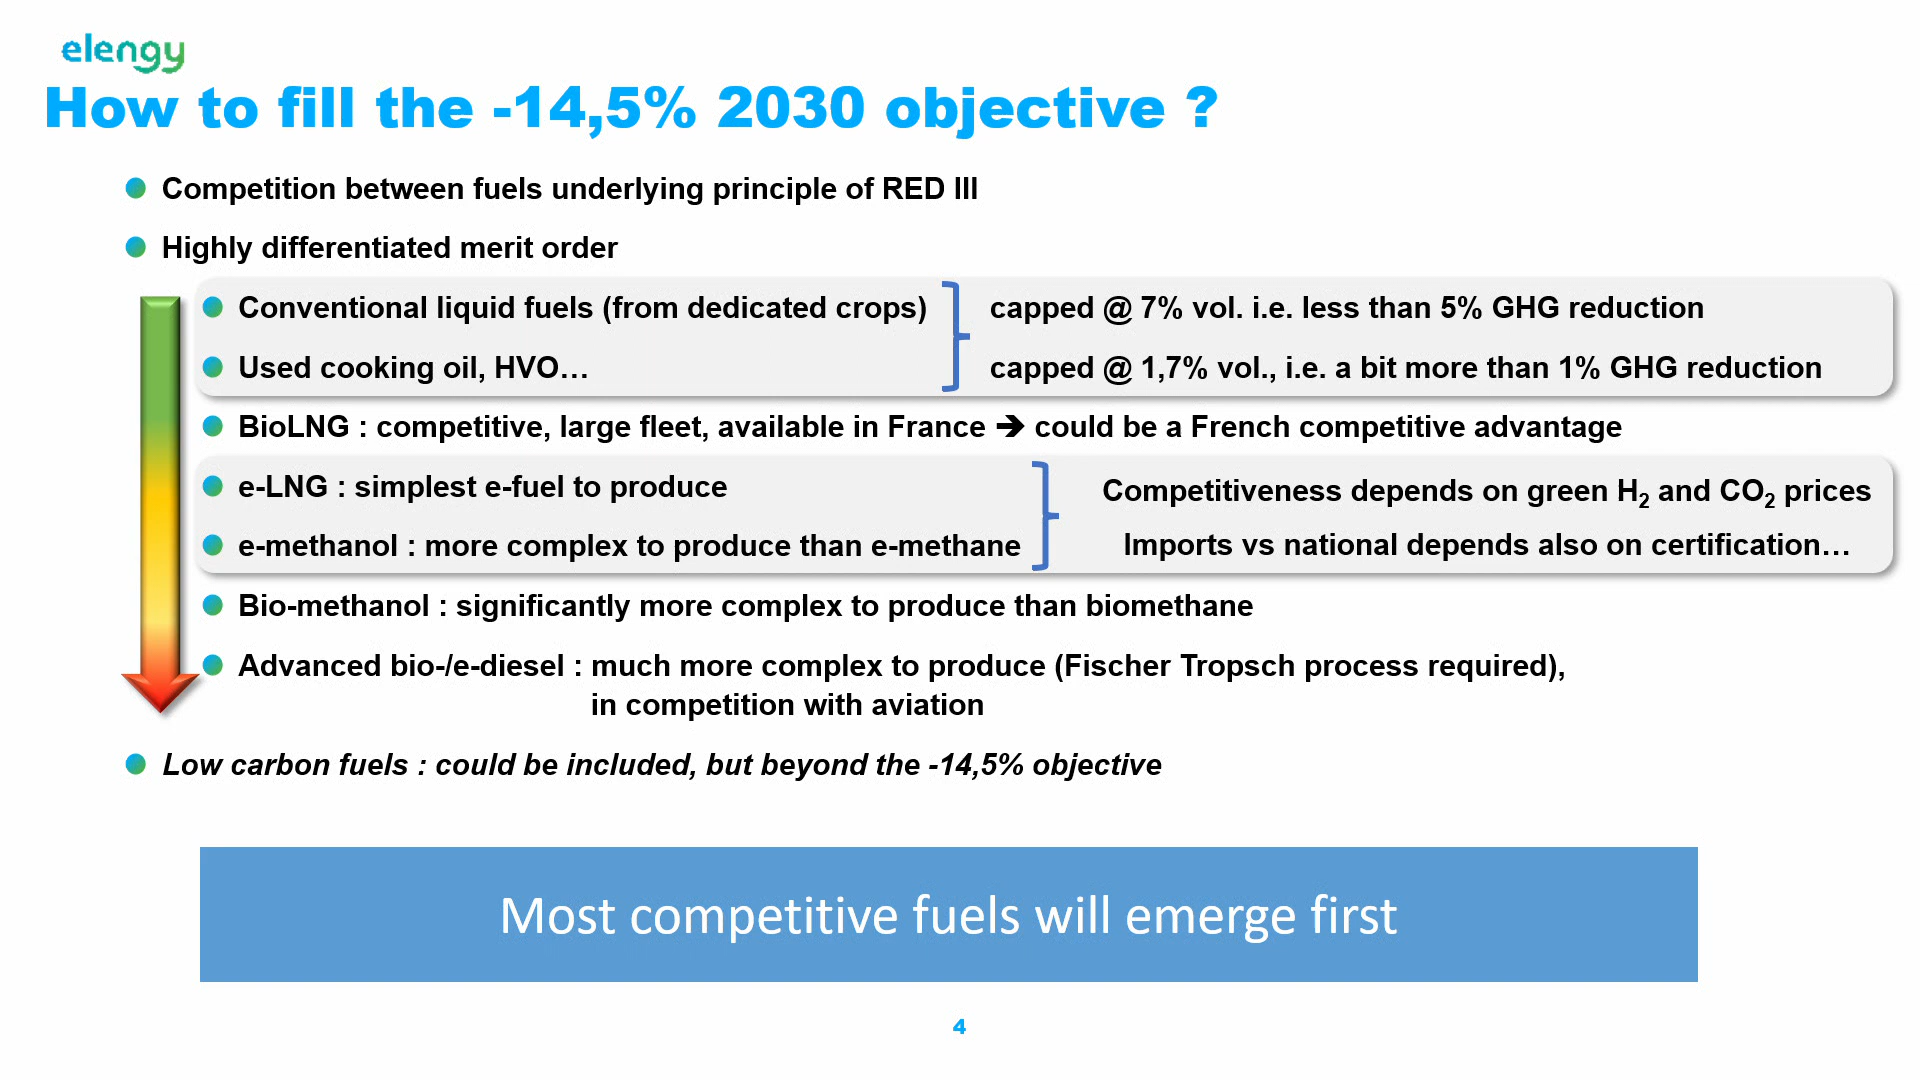 elengy
How to fill the -14,5% 2030 objective ?
Competition between fuels underlying principle of RED III
Highly differentiated merit order
Conventional liquid fuels (from dedicated crops) capped @ 7% vol. i.e. less than 5% GHG reduction
Used cooking oil, HVO… capped @ 1,7% vol., i.e. a bit more than 1% GHG reduction
BioLNG : competitive, large fleet, available in France ➔ could be a French competitive advantage
e-LNG : simplest e-fuel to produce Competitiveness depends on green H₂ and CO₂ prices
e-methanol : more complex to produce than e-methane Imports vs national depends also on certification…
Bio-methanol : significantly more complex to produce than biomethane
Advanced bio-/e-diesel : much more complex to produce (Fischer Tropsch process required),
in competition with aviation
Low carbon fuels : could be included, but beyond the -14,5% objective
Most competitive fuels will emerge first
4